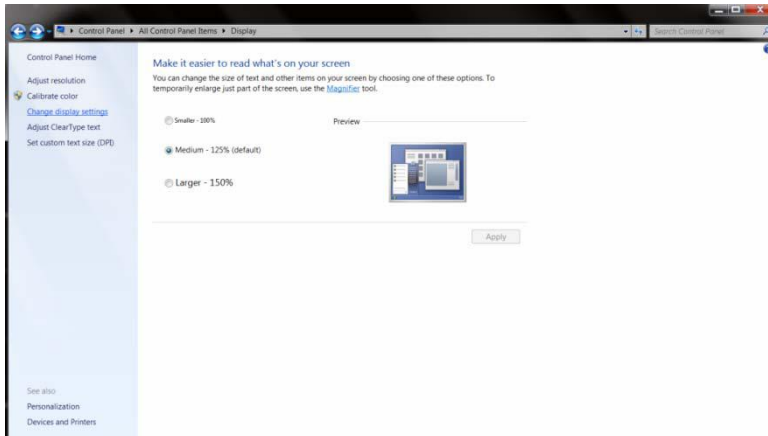 Control Panel ▸ All Control Panel Items ▸ Display
Search Control Panel
Control Panel Home
Adjust resolution
Calibrate color
Change display settings
Adjust ClearType text
Set custom text size (DPI)
Make it easier to read what's on your screen
You can change the size of text and other items on your screen by choosing one of these options. To
temporarily enlarge just part of the screen, use the Magnifier tool.
Smaller - 100%
Preview
Medium - 125% (default)
Larger - 150%
Apply
See also
Personalization
Devices and Printers